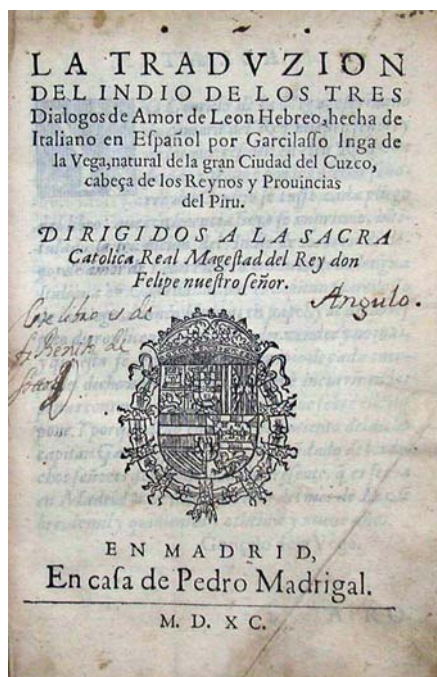 LA TRADVZION
DEL INDIO DE LOS TRES
Dialogos de Amor de Leon Hebreo, hecha de
Italiano en Eſpañol por Garcilaſſo Inga de
la Vega, natural de la gran Ciudad del Cuzco,
cabeça de los Reynos y Prouincias
del Piru.
DIRIGIDOS A LA SACRA
Catolica Real Mageſtad del Rey don
Felipe nueſtro ſeñor.
Angulo.
de
EN MADRID,
En caſa de Pedro Madrigal.
M. D. XC.